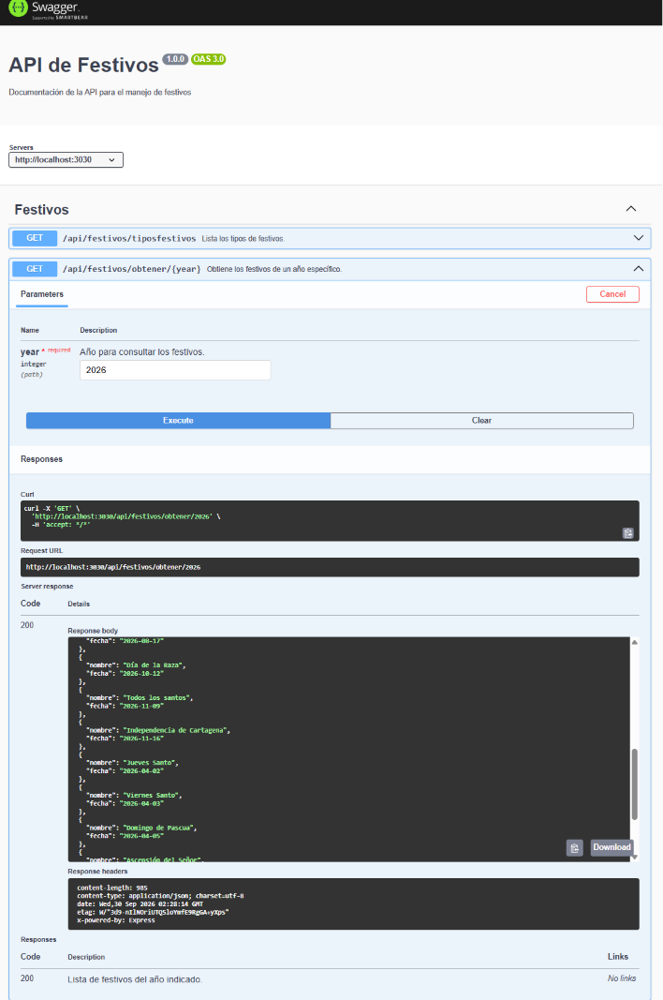 Swagger.
Supported by SMARTBEAR
API de Festivos 1.0.0 OAS 3.0
Documentación de la API para el manejo de festivos
Servers
http://localhost:3030
Festivos
GET /api/festivos/tiposfestivos Lista los tipos de festivos.
GET /api/festivos/obtener/{year} Obtiene los festivos de un año específico.
Parameters
Cancel
Name Description
year * required Año para consultar los festivos.
integer
(path)
2026
Execute
Clear
Responses
Curl
curl -X 'GET' \
'http://localhost:3030/api/festivos/obtener/2026' \
-H 'accept: */*'
Request URL
http://localhost:3030/api/festivos/obtener/2026
Server response
Code Details
200
Response body
"fecha": "2026-08-17"
},
{
"nombre": "Día de la Raza",
"fecha": "2026-10-12"
},
{
"nombre": "Todos los santos",
"fecha": "2026-11-09"
},
{
"nombre": "Independencia de Cartagena",
"fecha": "2026-11-16"
},
{
"nombre": "Jueves Santo",
"fecha": "2026-04-02"
},
{
"nombre": "Viernes Santo",
"fecha": "2026-04-03"
},
{
"nombre": "Domingo de Pascua",
"fecha": "2026-04-05"
},
{
"nombre": "Ascensión del Señor",
Download
Response headers
content-length: 985
content-type: application/json; charset=utf-8
date: Wed,30 Sep 2026 02:28:14 GMT
x-powered-by: Express
Responses
Code Description Links
200 Lista de festivos del año indicado. No links